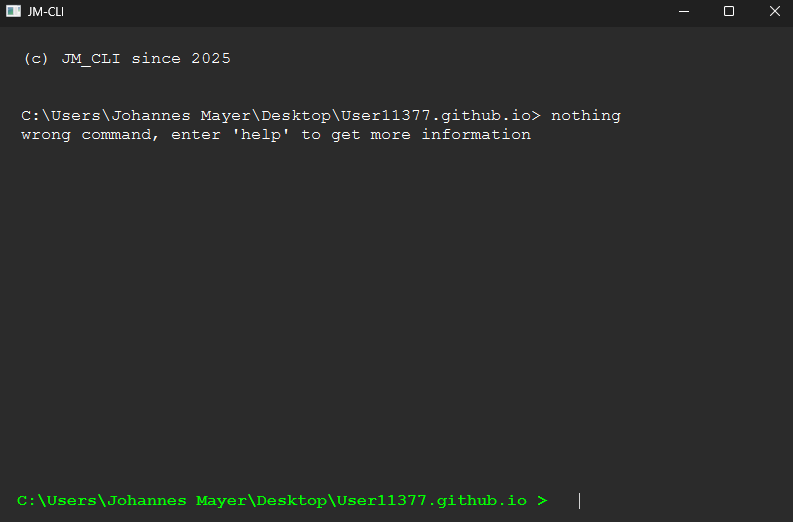 JM-CLI
(c) JM_CLI since 2025
C:\Users\Johannes Mayer\Desktop\User11377.github.io> nothing
wrong command, enter 'help' to get more information
C:\Users\Johannes Mayer\Desktop\User11377.github.io >